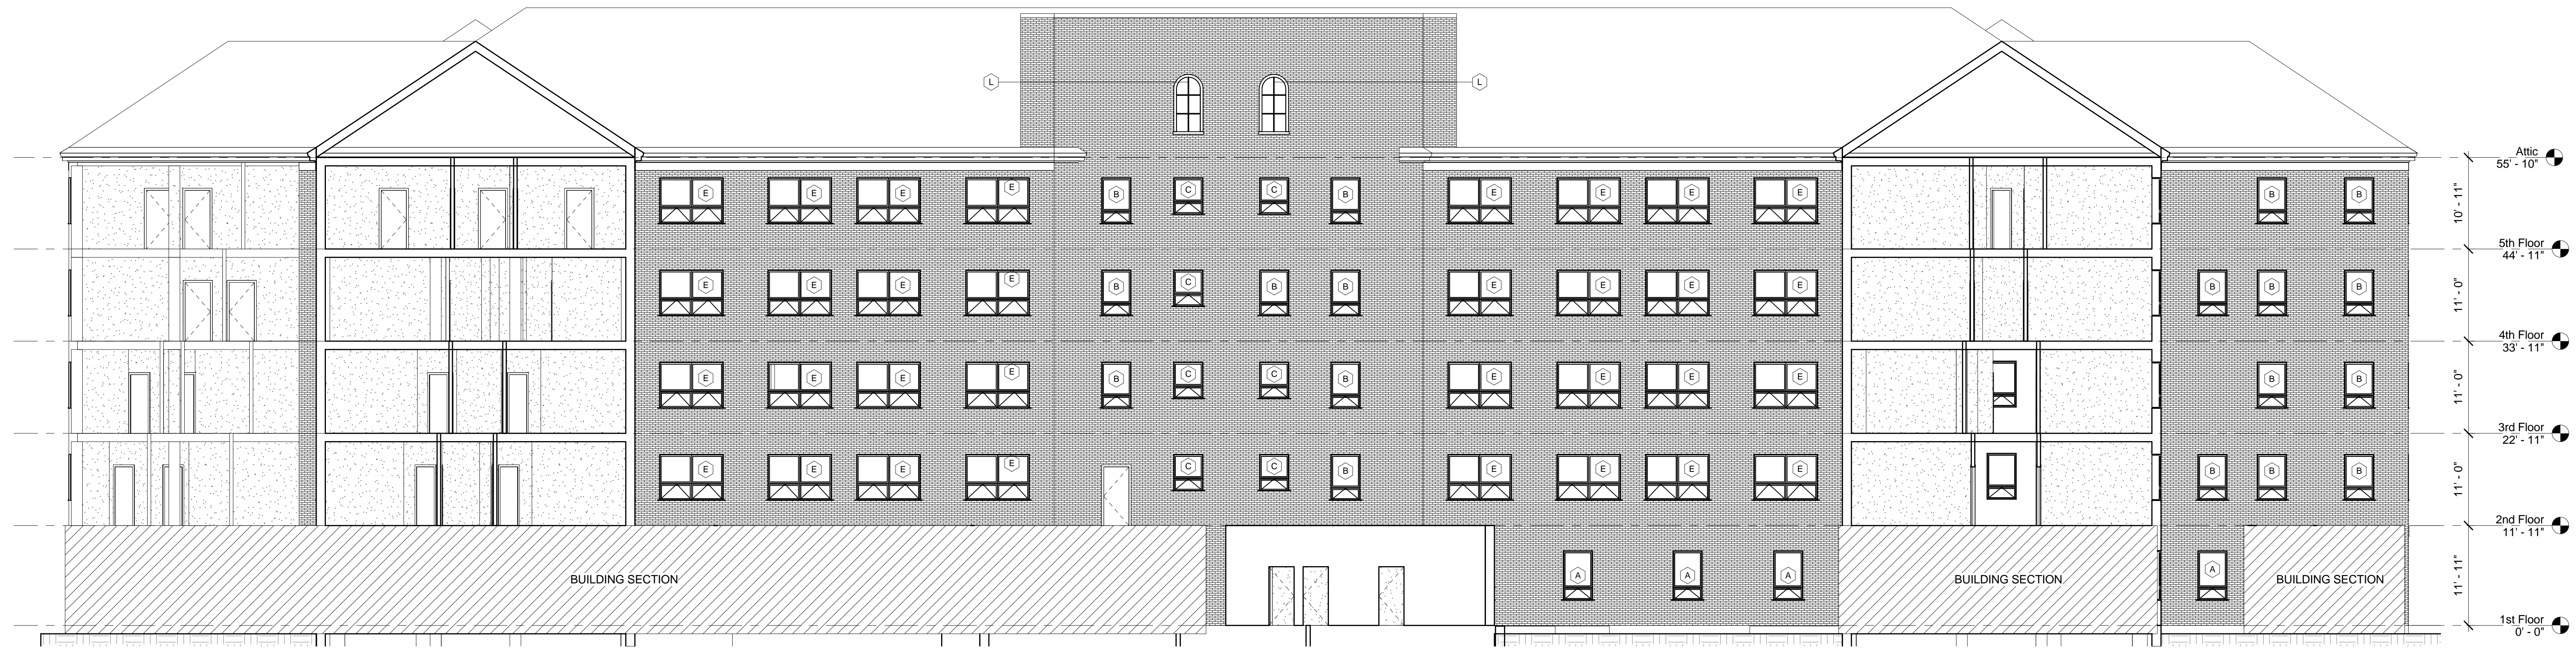 L L
Attic
55' - 10"
E E E E B C C B E E E E B B
10' - 11"
5th Floor
44' - 11"
E E E E B C B B E E E E B B B
11' - 0"
4th Floor
33' - 11"
E E E E B C C B E E E E B B
11' - 0"
3rd Floor
22' - 11"
E E E E C C B E E E E B B B
11' - 0"
2nd Floor
11' - 11"
BUILDING SECTION A A A BUILDING SECTION A BUILDING SECTION
11' - 11"
1st Floor
0' - 0"